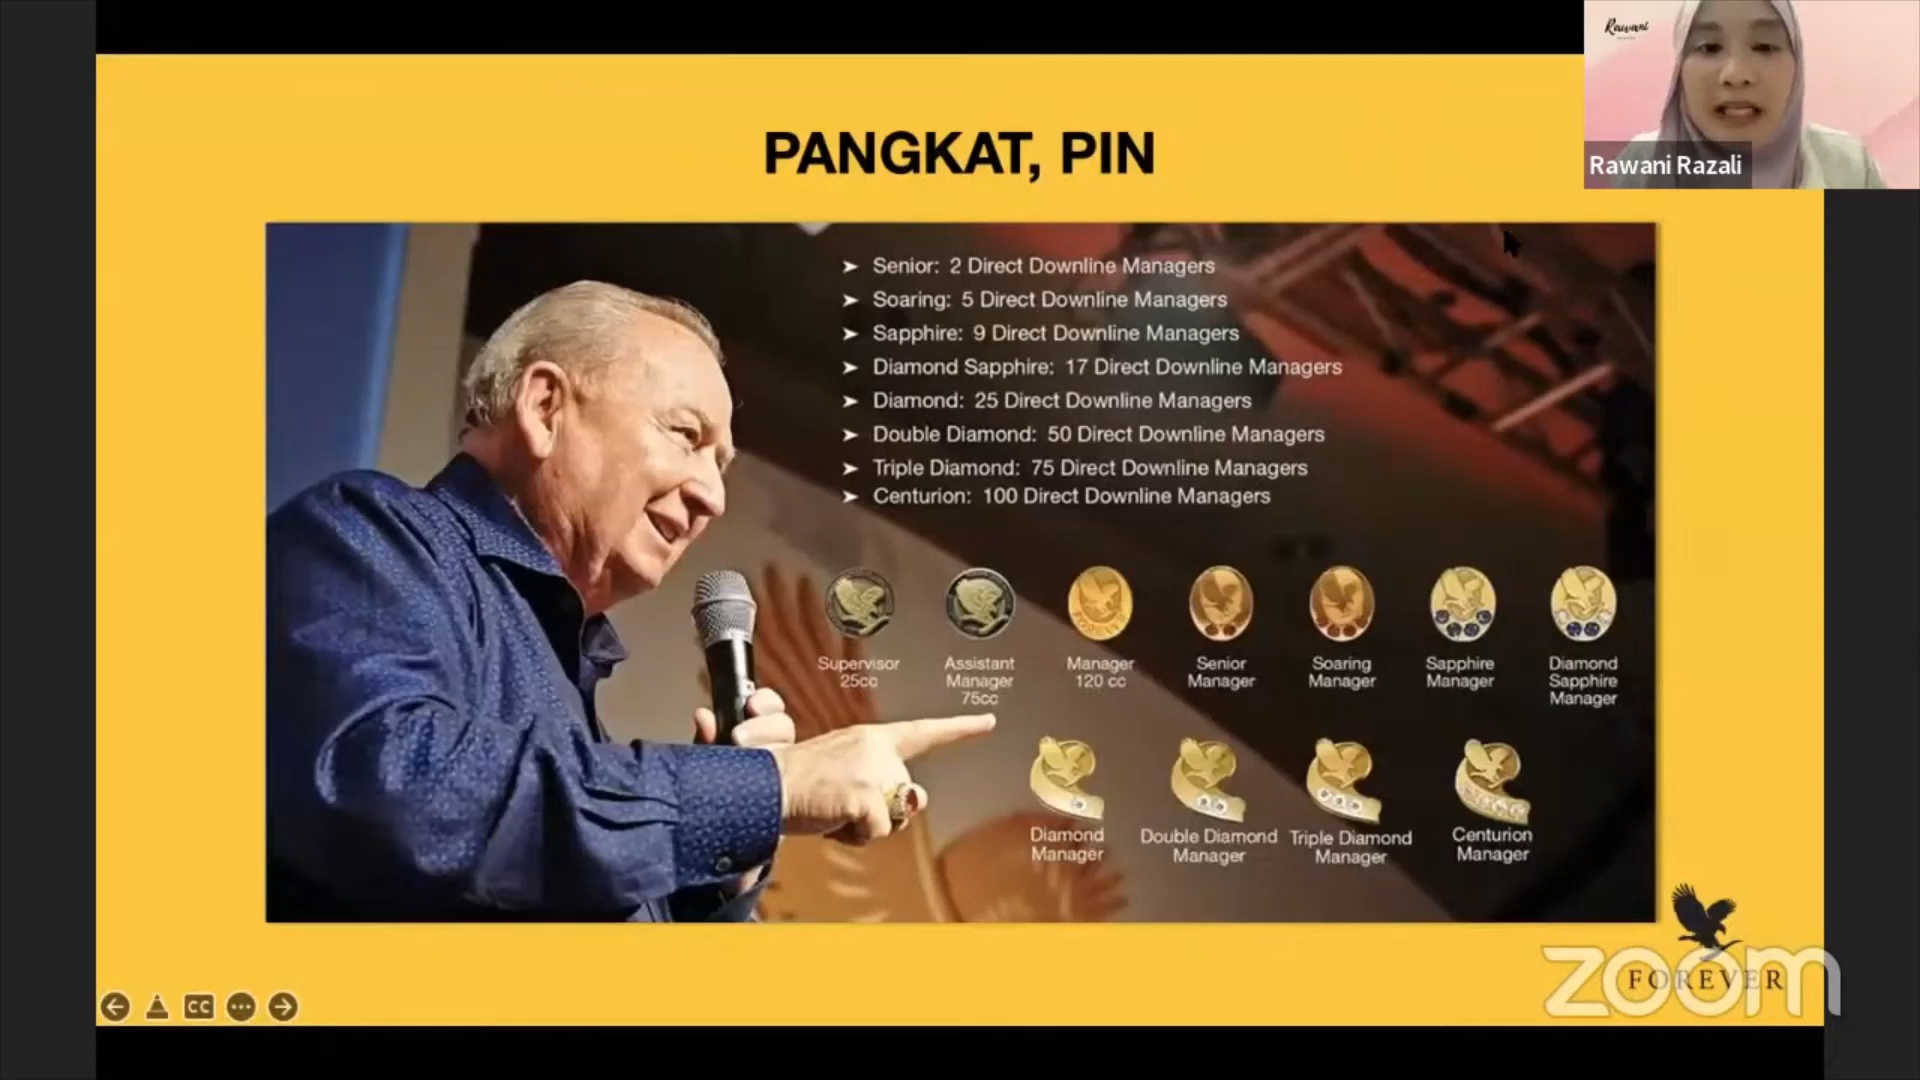 Rawani
Rawani Razali
PANGKAT, PIN
➤ Senior: 2 Direct Downline Managers
➤ Soaring: 5 Direct Downline Managers
➤ Sapphire: 9 Direct Downline Managers
➤ Diamond Sapphire: 17 Direct Downline Managers
➤ Diamond: 25 Direct Downline Managers
➤ Double Diamond: 50 Direct Downline Managers
➤ Triple Diamond: 75 Direct Downline Managers
➤ Centurion: 100 Direct Downline Managers
Supervisor
25cc
Assistant
Manager
75cc
Manager
120 cc
Senior
Manager
Soaring
Manager
Sapphire
Manager
Diamond
Sapphire
Manager
Diamond
Manager
Double Diamond
Manager
Triple Diamond
Manager
Centurion
Manager
CC
FOREVER
zoom